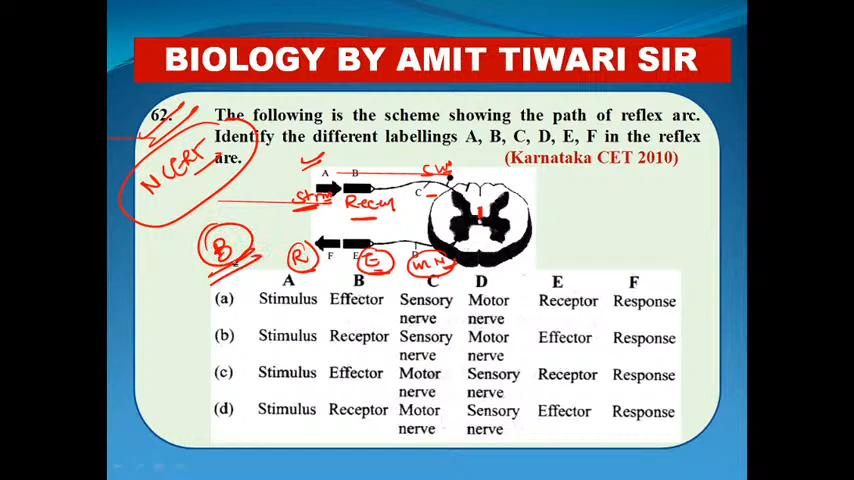 BIOLOGY BY AMIT TIWARI SIR
62. The following is the scheme showing the path of reflex arc.
Identify the different labellings A, B, C, D, E, F in the reflex
are. (Karnataka CET 2010)
NCERT
A B
C
Stim
B
R E MN
F E D
A B C D E F
(a) Stimulus Effector Sensory Motor Receptor Response
nerve nerve
(b) Stimulus Receptor Sensory Motor Effector Response
nerve nerve
(c) Stimulus Effector Motor Sensory Receptor Response
nerve nerve
(d) Stimulus Receptor Motor Sensory Effector Response
nerve nerve